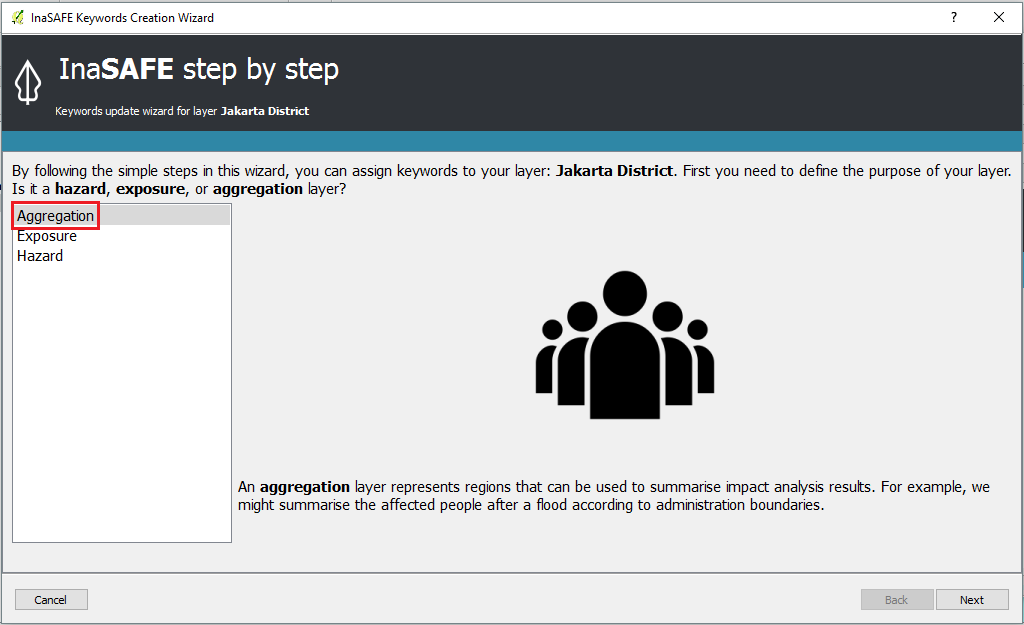 InaSAFE Keywords Creation Wizard
?
InaSAFE step by step
Keywords update wizard for layer Jakarta District
By following the simple steps in this wizard, you can assign keywords to your layer: Jakarta District. First you need to define the purpose of your layer.
Is it a hazard, exposure, or aggregation layer?
Aggregation
Exposure
Hazard
An aggregation layer represents regions that can be used to summarise impact analysis results. For example, we
might summarise the affected people after a flood according to administration boundaries.
Cancel
Back
Next